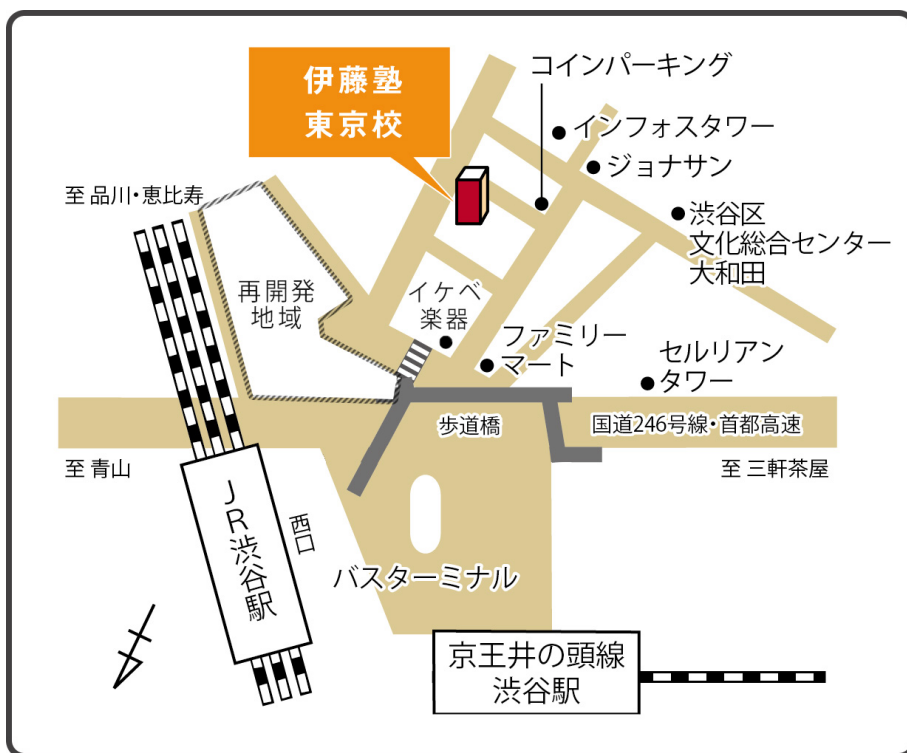 伊藤塾
東京校
コインパーキング
インフォスタワー
ジョナサン
至 品川・恵比寿
渋谷区
文化総合センター
大和田
再開発
地域
イケベ
楽器
ファミリー
マート
セルリアン
タワー
歩道橋
国道246号線・首都高速
至 青山
至 三軒茶屋
JR渋谷駅
西口
バスターミナル
京王井の頭線
渋谷駅